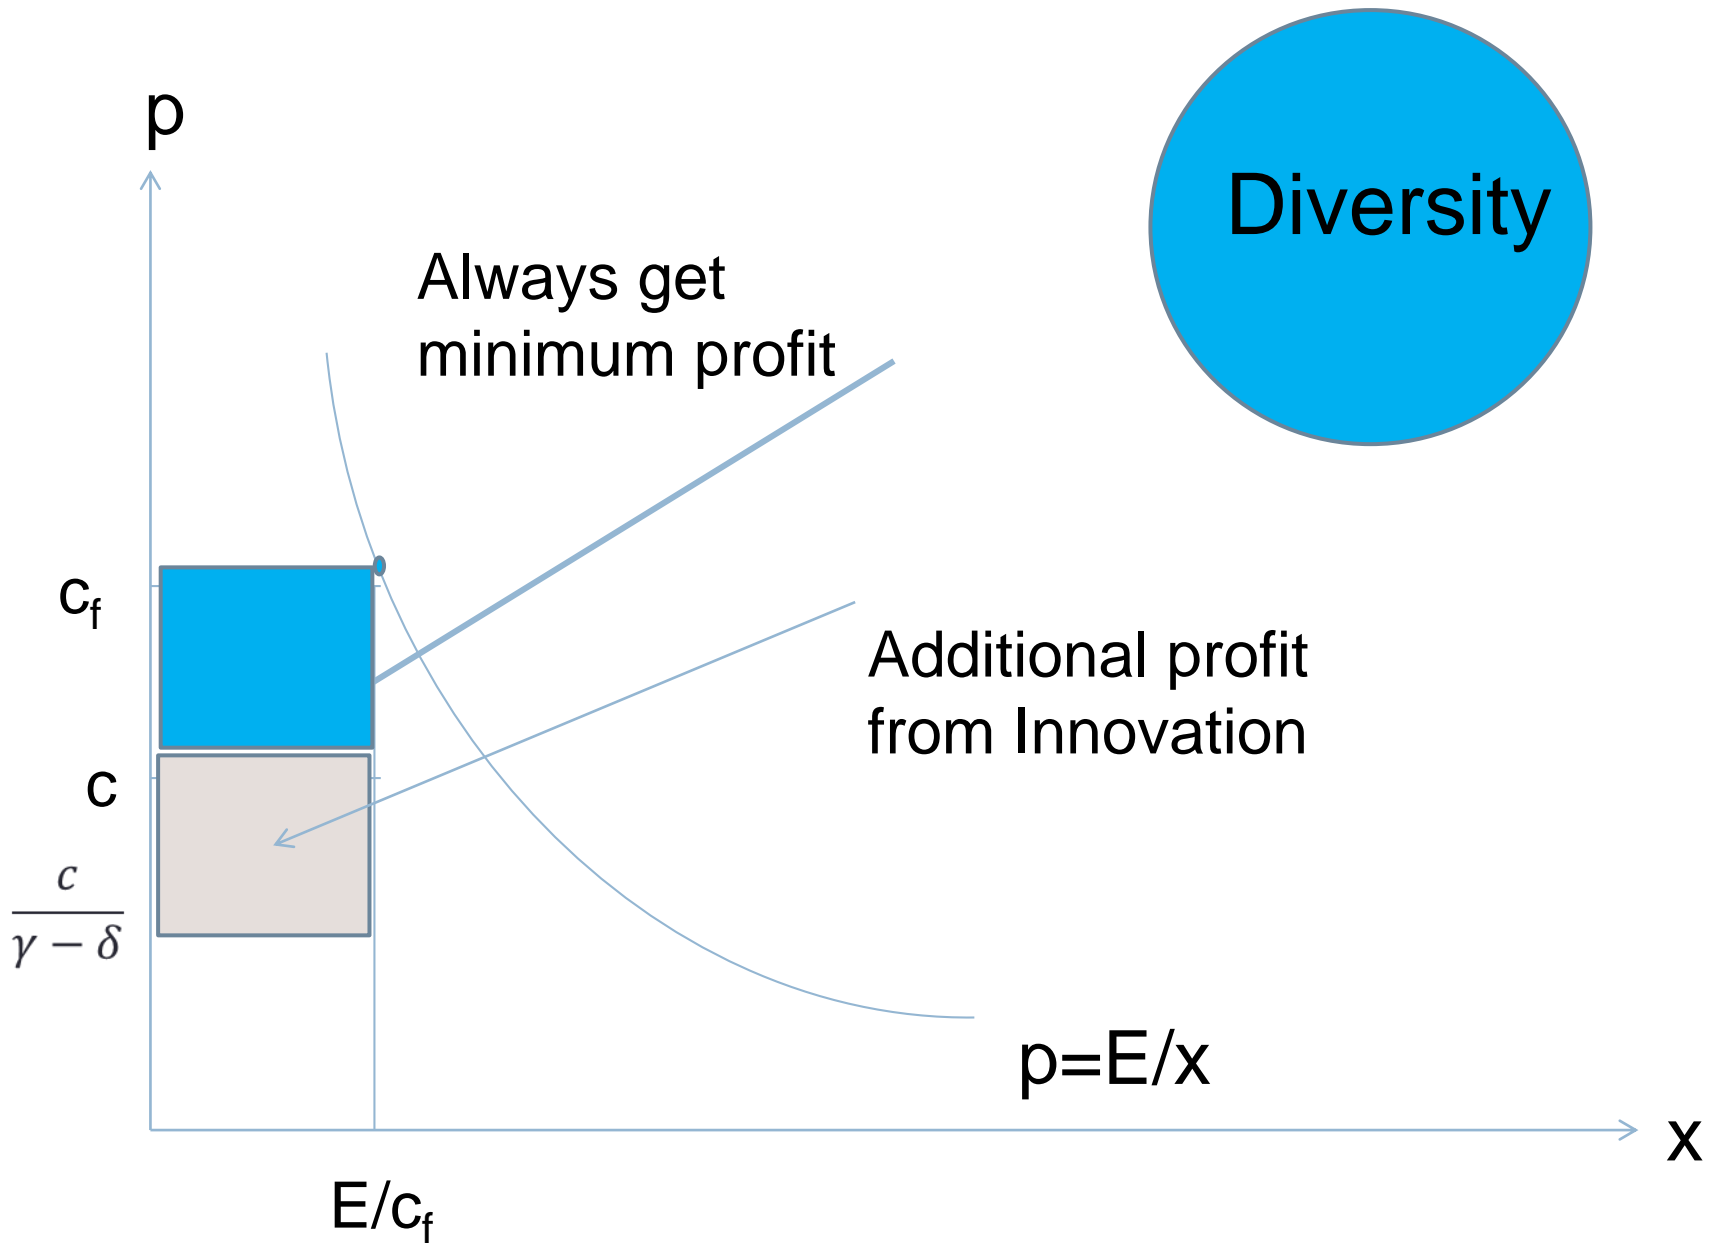 p
Diversity
Always get
minimum profit
c_f
Additional profit
from Innovation
c
c
γ − δ
p=E/x
x
E/c_f